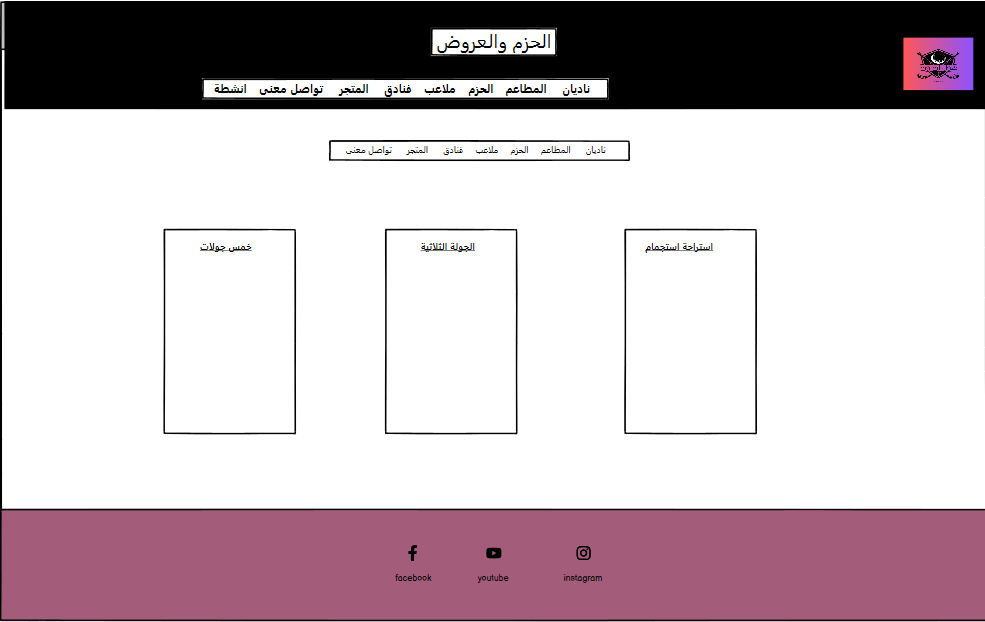 الحزم والعروض
ناديان المطاعم الحزم ملاعب فنادق المتجر تواصل معنى انشطة
ناديان المطاعم الحزم ملاعب فنادق المتجر تواصل معنى
استراحة استجمام
الجولة الثلاثية
خمس جولات
facebook youtube instagram